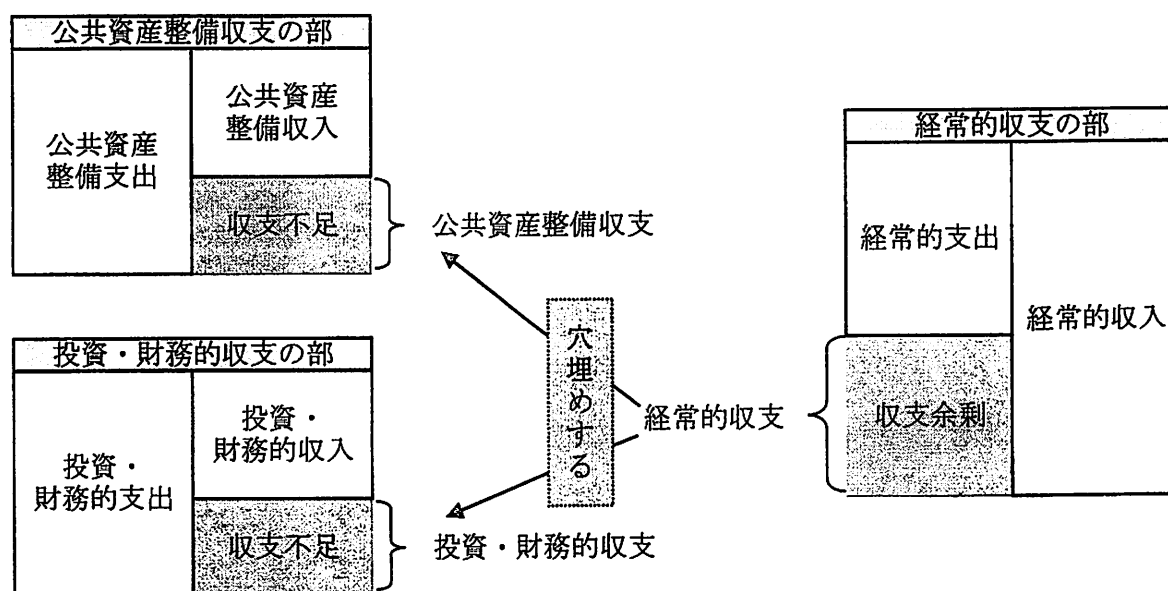 公共資産整備収支の部
公共資産
整備支出
公共資産
整備収入
収支不足
公共資産整備収支
投資・財務的収支の部
投資・
財務的支出
投資・
財務的収入
収支不足
投資・財務的収支
穴埋めする
経常的収支
経常的収支の部
経常的支出
収支余剰
経常的収入